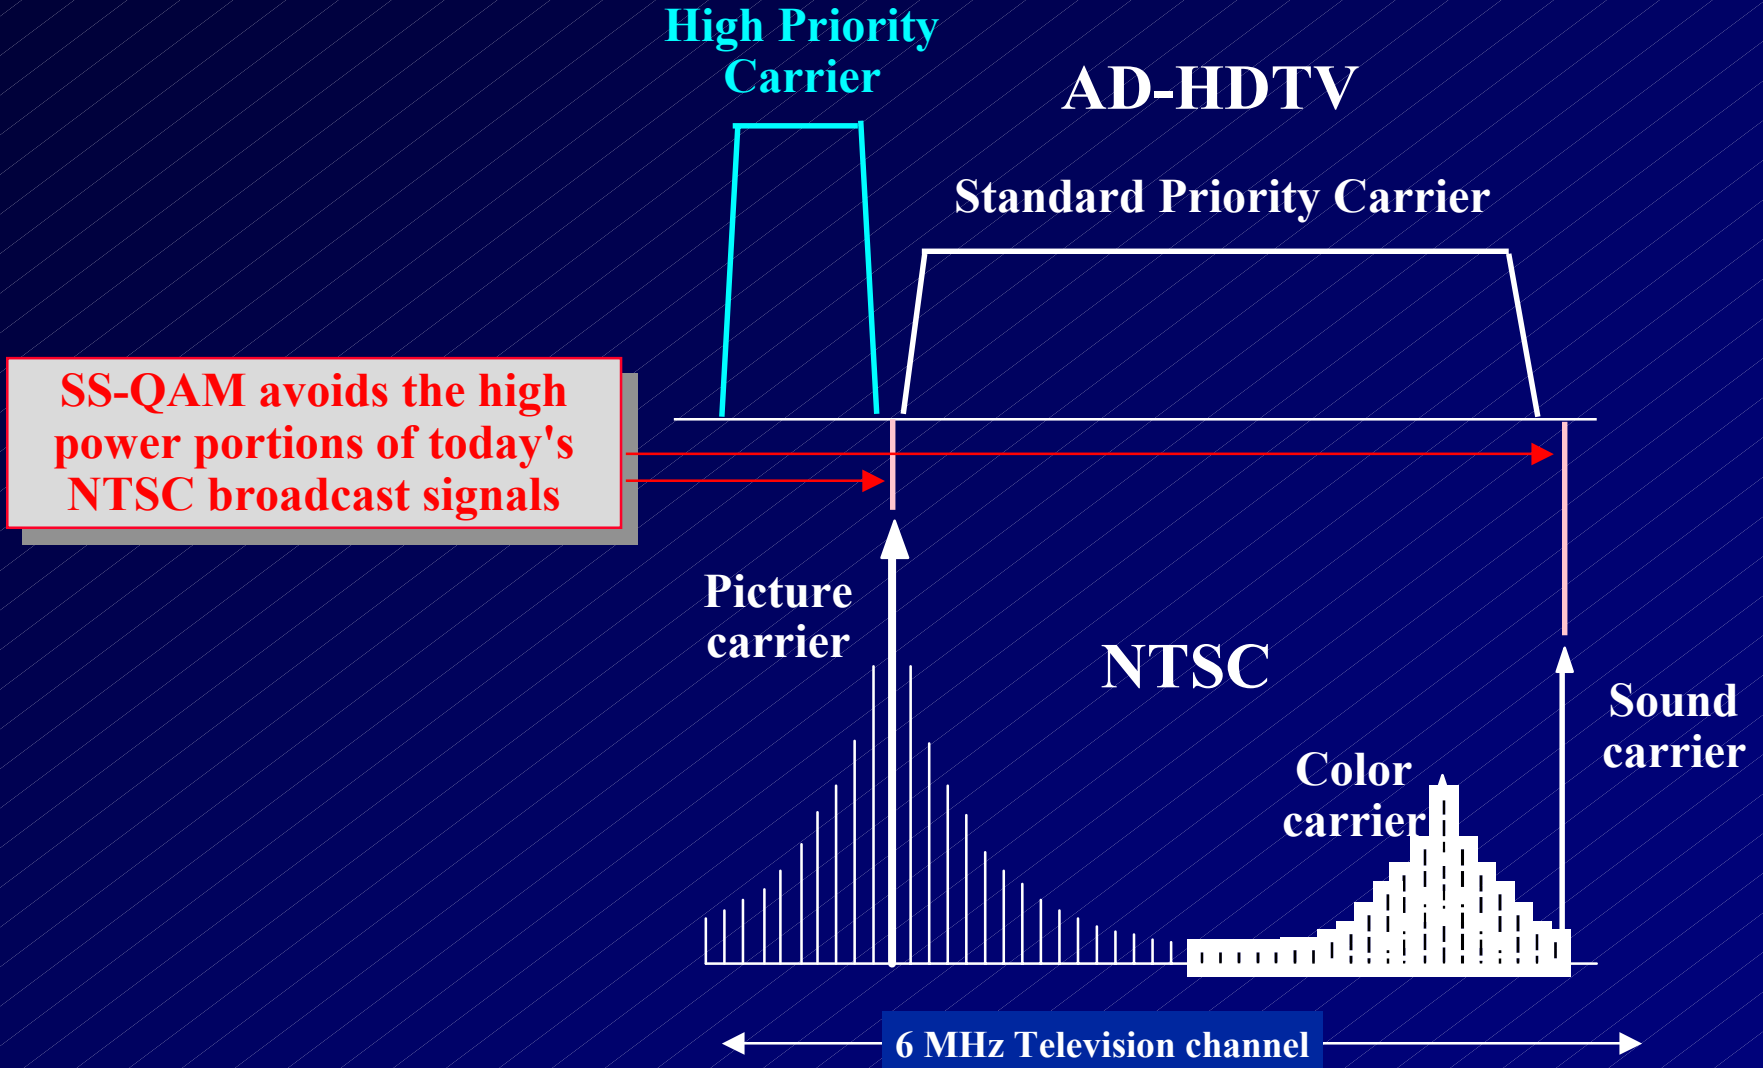 High Priority
Carrier
AD-HDTV
Standard Priority Carrier
SS-QAM avoids the high
power portions of today's
NTSC broadcast signals
Picture
carrier
NTSC
Sound
carrier
Color
carrier
6 MHz Television channel